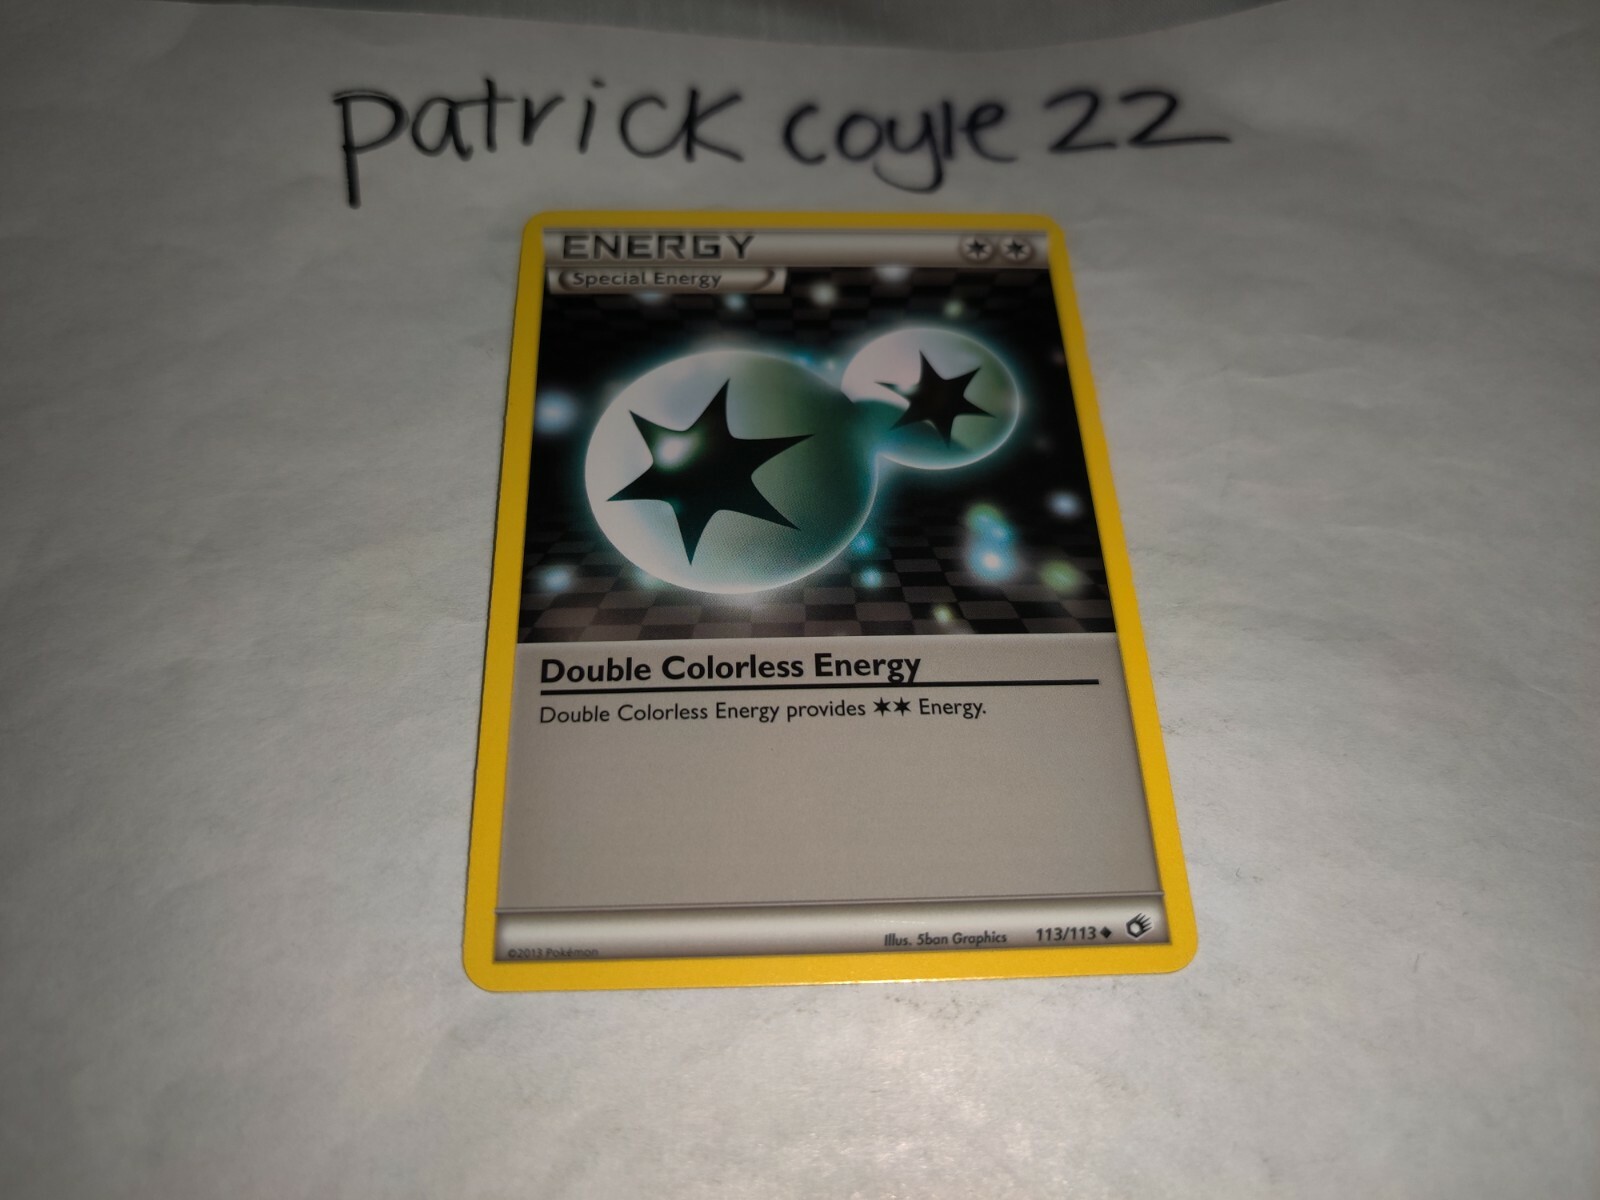 patrick coyle 22
ENERGY
Special Energy
Double Colorless Energy
Double Colorless Energy provides ✶✶ Energy.
©2013 Pokémon
Illus. 5ban Graphics 113/113